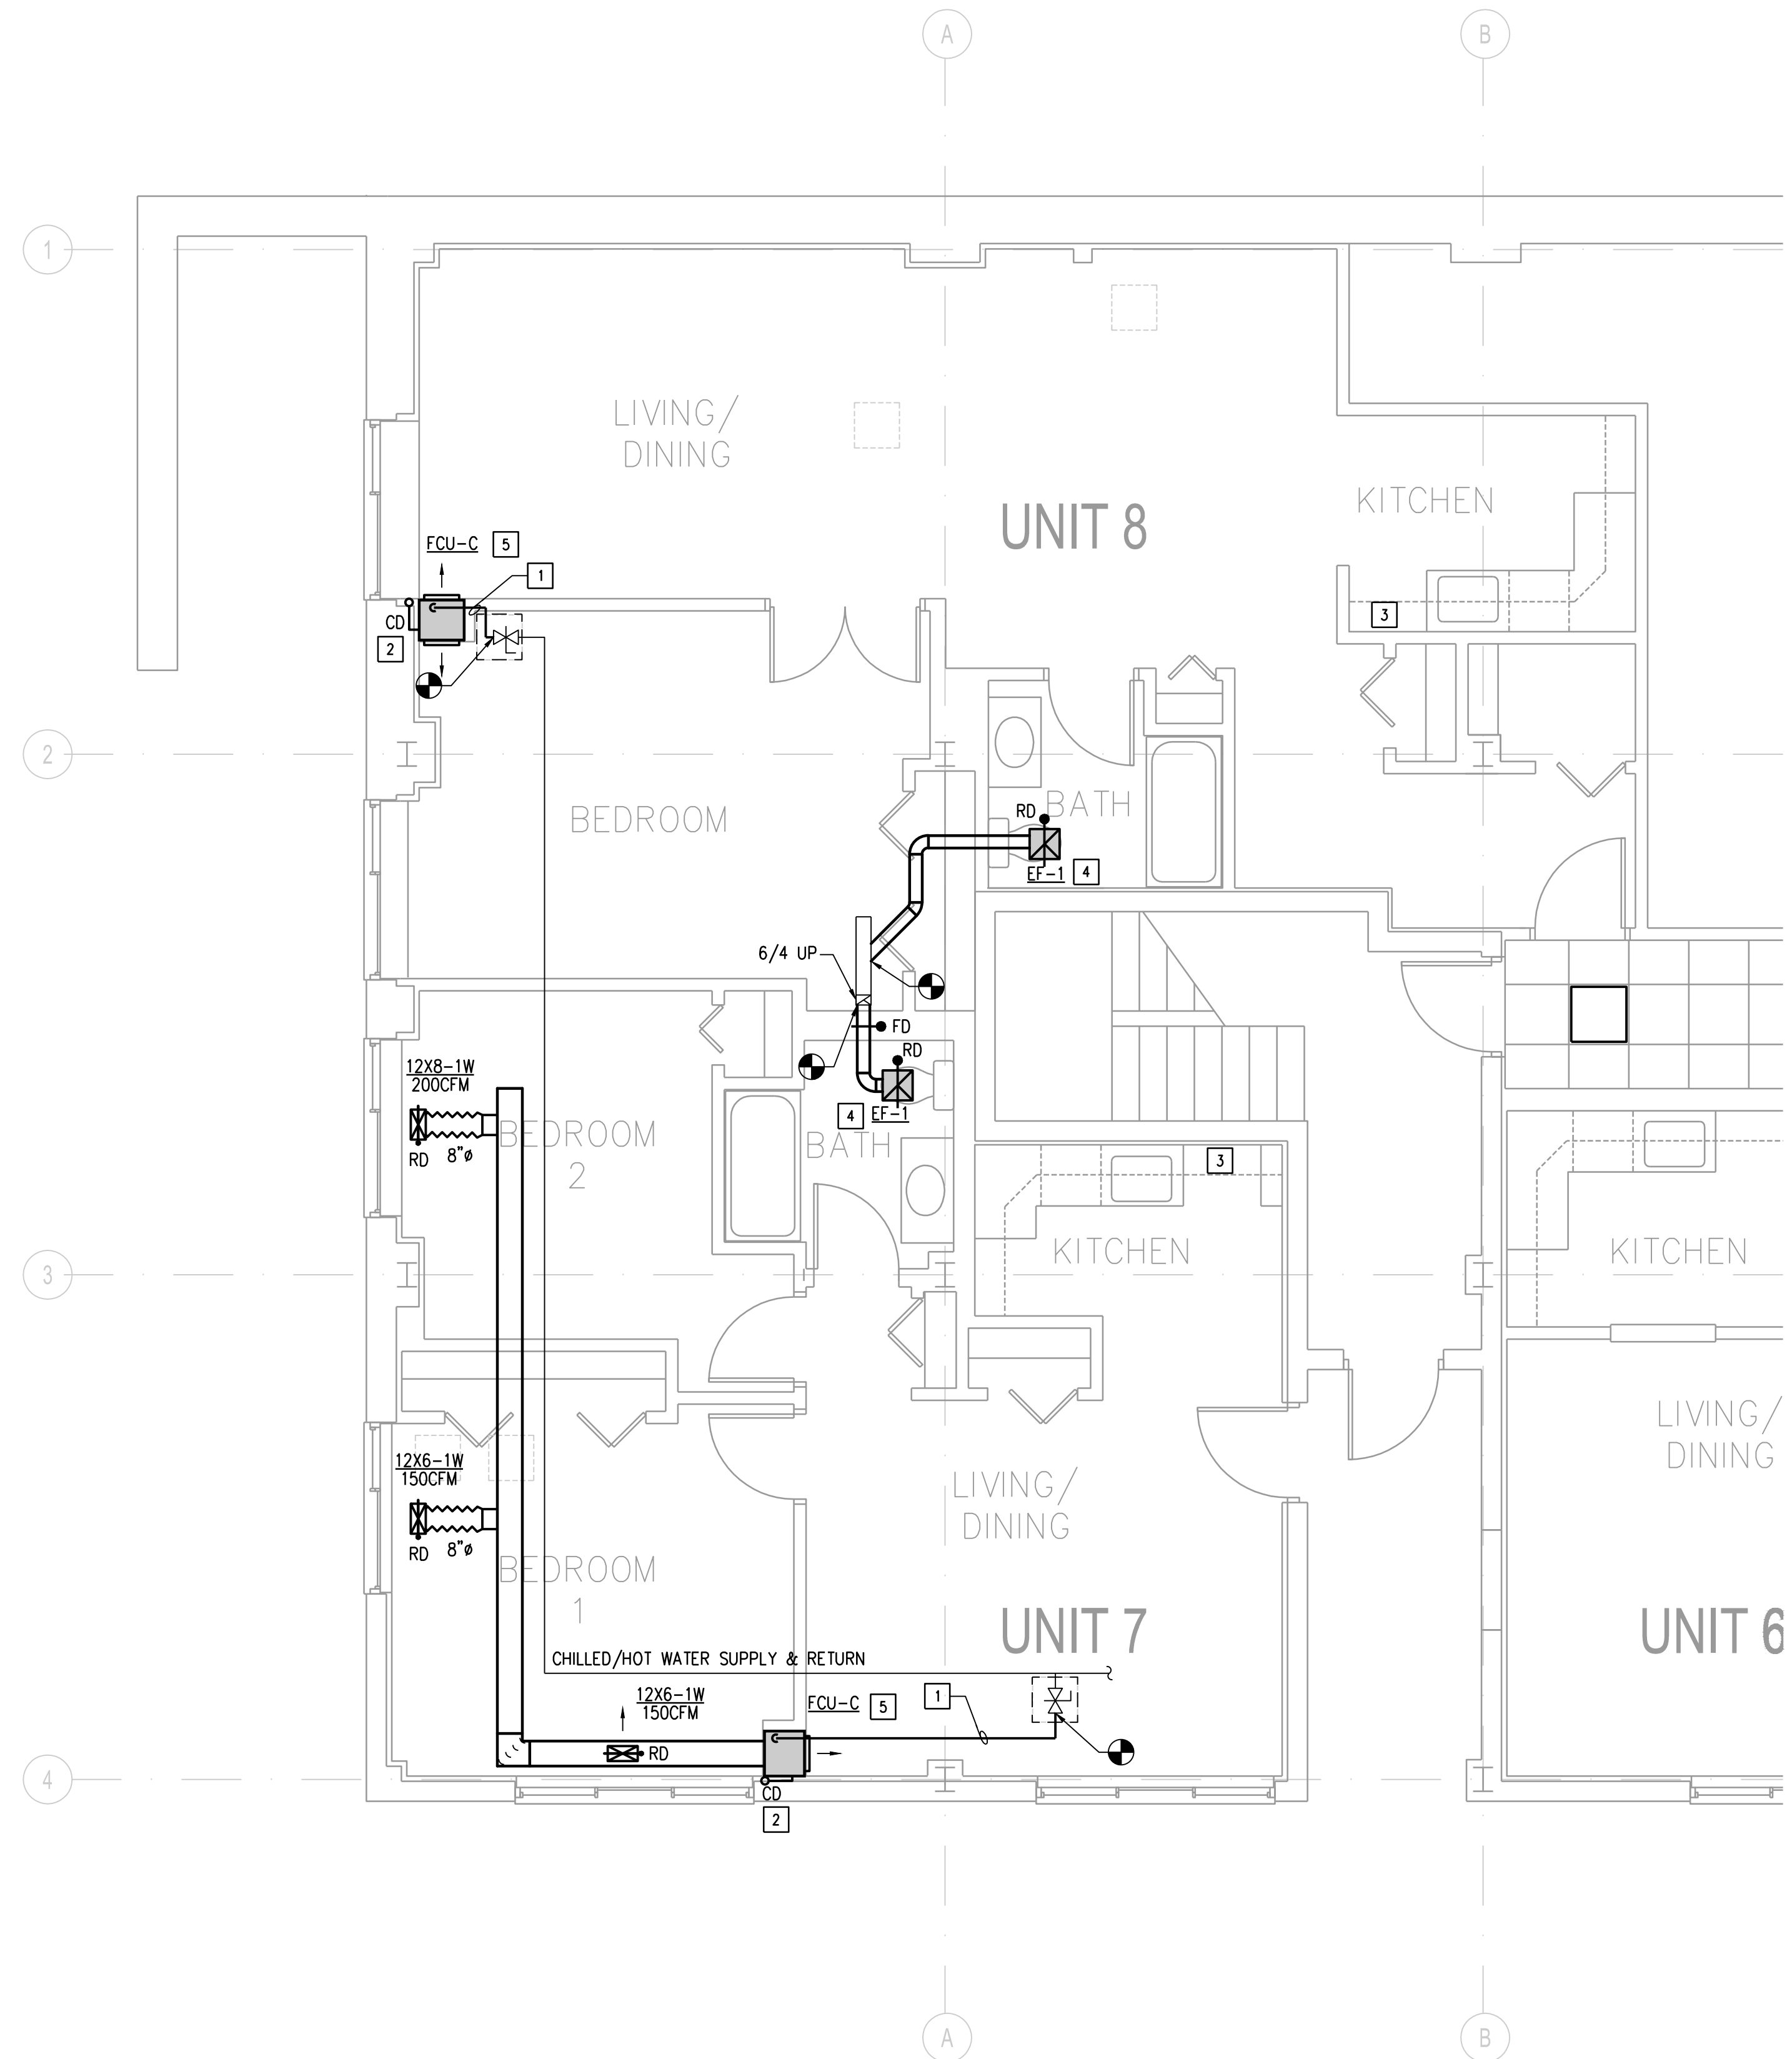 A
B
1
LIVING/
DINING
UNIT 8
KITCHEN
FCU-C
5
1
3
CD
2
2
BEDROOM
RD
BATH
EF-1
4
6/4 UP
FD
RD
12X8-1W
200CFM
RD
8"ø
BEDROOM
2
4
EF-1
BATH
3
KITCHEN
KITCHEN
3
LIVING/
DINING
12X6-1W
150CFM
RD
8"ø
LIVING/
DINING
BEDROOM
1
UNIT 7
UNIT 6
CHILLED/HOT WATER SUPPLY & RETURN
12X6-1W
150CFM
FCU-C
5
1
RD
4
CD
2
A
B